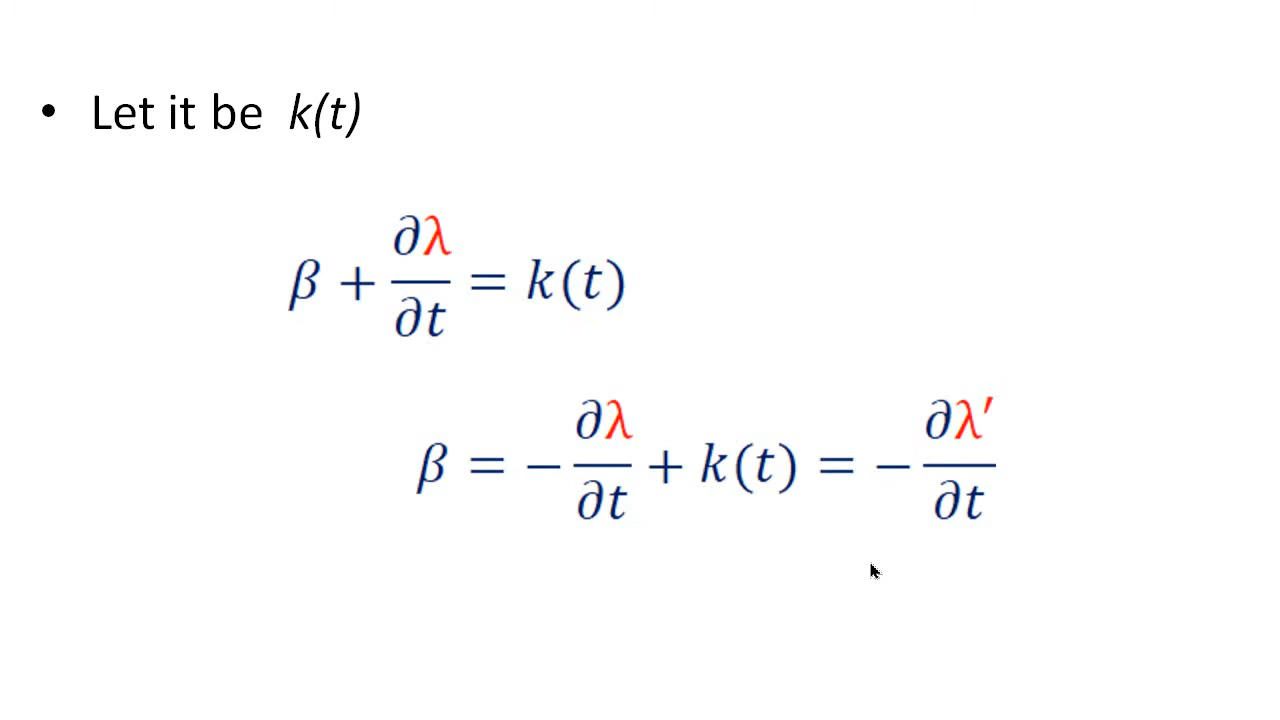 • Let it be k(t)
β + ∂λ/∂t = k(t)
β = −∂λ/∂t + k(t) = −∂λ′/∂t